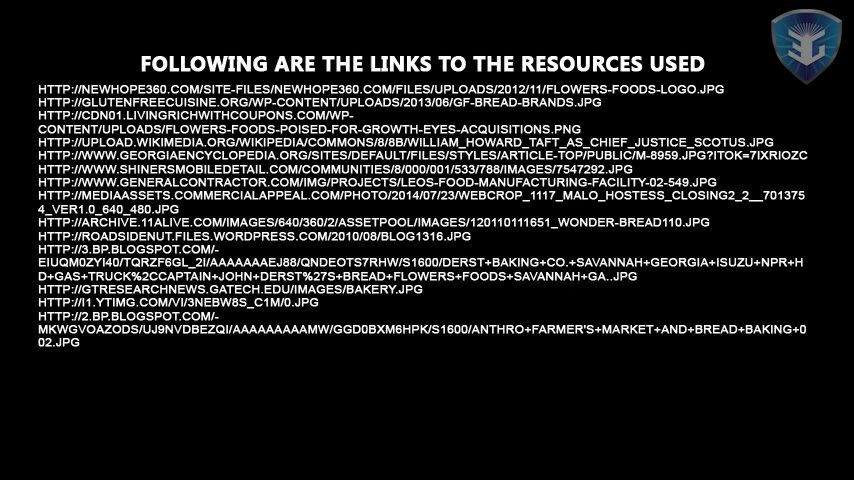 FOLLOWING ARE THE LINKS TO THE RESOURCES USED
HTTP://NEWHOPE360.COM/SITE-FILES/NEWHOPE360.COM/FILES/UPLOADS/2012/11/FLOWERS-FOODS-LOGO.JPG
HTTP://GLUTENFREECUISINE.ORG/WP-CONTENT/UPLOADS/2013/06/GF-BREAD-BRANDS.JPG
HTTP://CDN01.LIVINGRICHWITHCOUPONS.COM/WP-
CONTENT/UPLOADS/FLOWERS-FOODS-POISED-FOR-GROWTH-EYES-ACQUISITIONS.PNG
HTTP://UPLOAD.WIKIMEDIA.ORG/WIKIPEDIA/COMMONS/8/8B/WILLIAM_HOWARD_TAFT_AS_CHIEF_JUSTICE_SCOTUS.JPG
HTTP://WWW.GEORGIAENCYCLOPEDIA.ORG/SITES/DEFAULT/FILES/STYLES/ARTICLE-TOP/PUBLIC/M-8959.JPG?ITOK=7IXRIOZC
HTTP://WWW.SHINERSMOBILEDETAIL.COM/COMMUNITIES/8/000/001/533/788/IMAGES/7547292.JPG
HTTP://WWW.GENERALCONTRACTOR.COM/IMG/PROJECTS/LEOS-FOOD-MANUFACTURING-FACILITY-02-549.JPG
HTTP://MEDIAASSETS.COMMERCIALAPPEAL.COM/PHOTO/2014/07/23/WEBCROP_1117_MALO_HOSTESS_CLOSING2_2__701375
4_VER1.0_640_480.JPG
HTTP://ARCHIVE.11ALIVE.COM/IMAGES/640/360/2/ASSETPOOL/IMAGES/120110111651_WONDER-BREAD110.JPG
HTTP://ROADSIDENUT.FILES.WORDPRESS.COM/2010/08/BLOG1316.JPG
HTTP://3.BP.BLOGSPOT.COM/-
EIUQM0ZYI40/TQRZF6GL_2I/AAAAAAAEJ88/QNDEOTS7RHW/S1600/DERST+BAKING+CO.+SAVANNAH+GEORGIA+ISUZU+NPR+H
D+GAS+TRUCK%2CCAPTAIN+JOHN+DERST%27S+BREAD+FLOWERS+FOODS+SAVANNAH+GA..JPG
HTTP://GTRESEARCHNEWS.GATECH.EDU/IMAGES/BAKERY.JPG
HTTP://I1.YTIMG.COM/VI/3NEBW8S_C1M/0.JPG
HTTP://2.BP.BLOGSPOT.COM/-
MKWGVOAZODS/UJ9NVDBEZQI/AAAAAAAAAMW/GGD0BXM6HPK/S1600/ANTHRO+FARMER'S+MARKET+AND+BREAD+BAKING+0
02.JPG